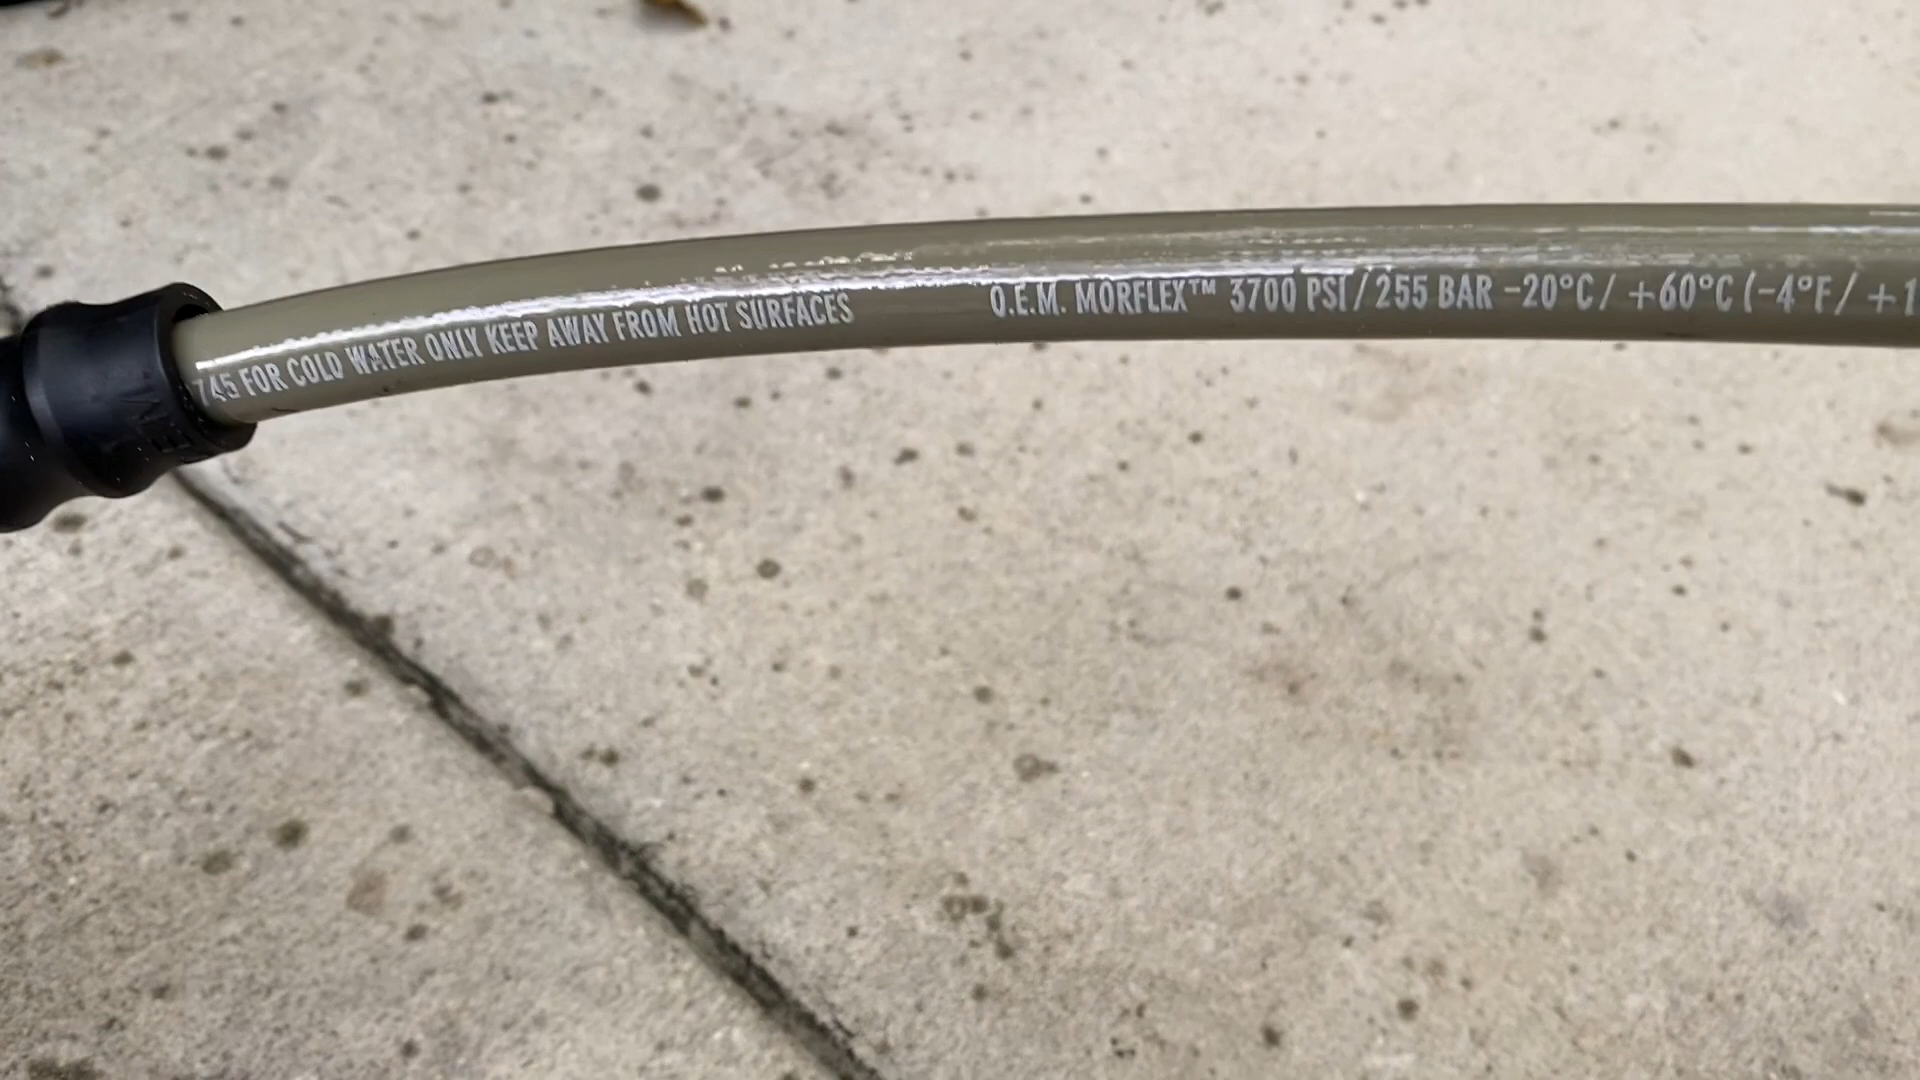 745 FOR COLD WATER ONLY KEEP AWAY FROM HOT SURFACES O.E.M. MORFLEX™ 3700 PSI / 255 BAR -20°C / +60°C (-4°F / +1